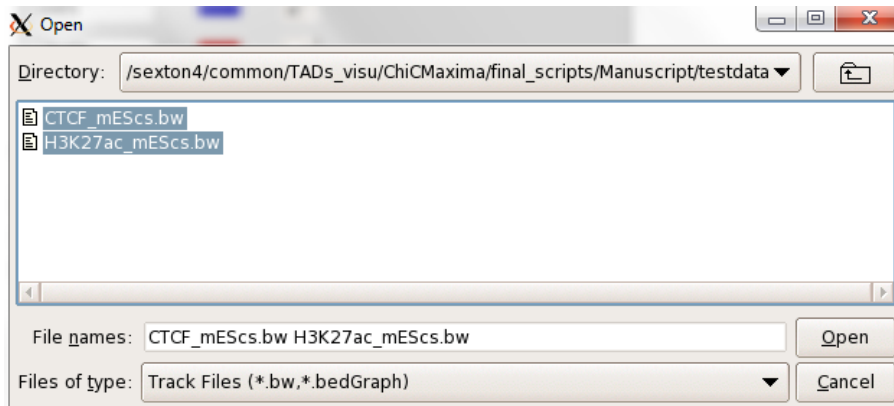 Open
Directory: /sexton4/common/TADs_visu/ChiCMaxima/final_scripts/Manuscript/testdata
CTCF_mEScs.bw
H3K27ac_mEScs.bw
File names: CTCF_mEScs.bw H3K27ac_mEScs.bw Open
Files of type: Track Files (*.bw,*.bedGraph) Cancel